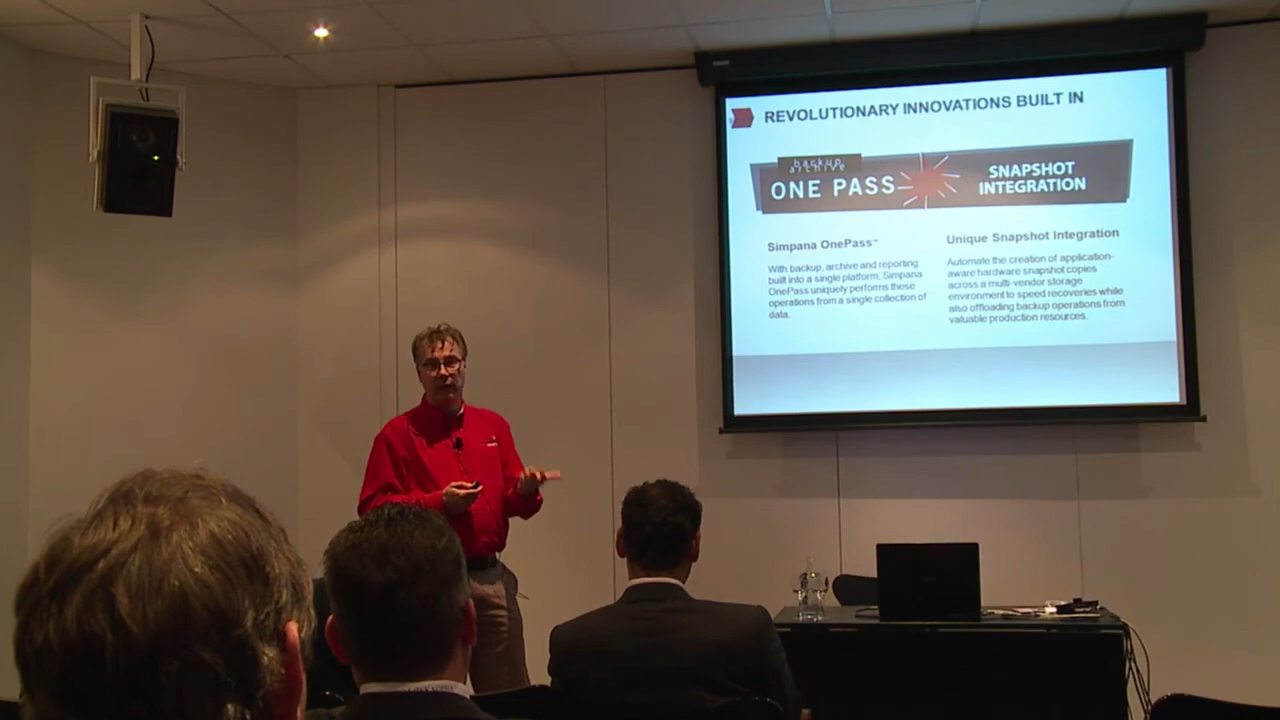 REVOLUTIONARY INNOVATIONS BUILT IN
backup
archive
ONE PASS
SNAPSHOT
INTEGRATION
Simpana OnePass™
With backup, archive and reporting
built into a single platform, Simpana
OnePass uniquely performs these
operations from a single collection of
data.
Unique Snapshot Integration
Automate the creation of application-
aware hardware snapshot copies
across a multi-vendor storage
environment to speed recoveries while
also offloading backup operations from
valuable production resources.